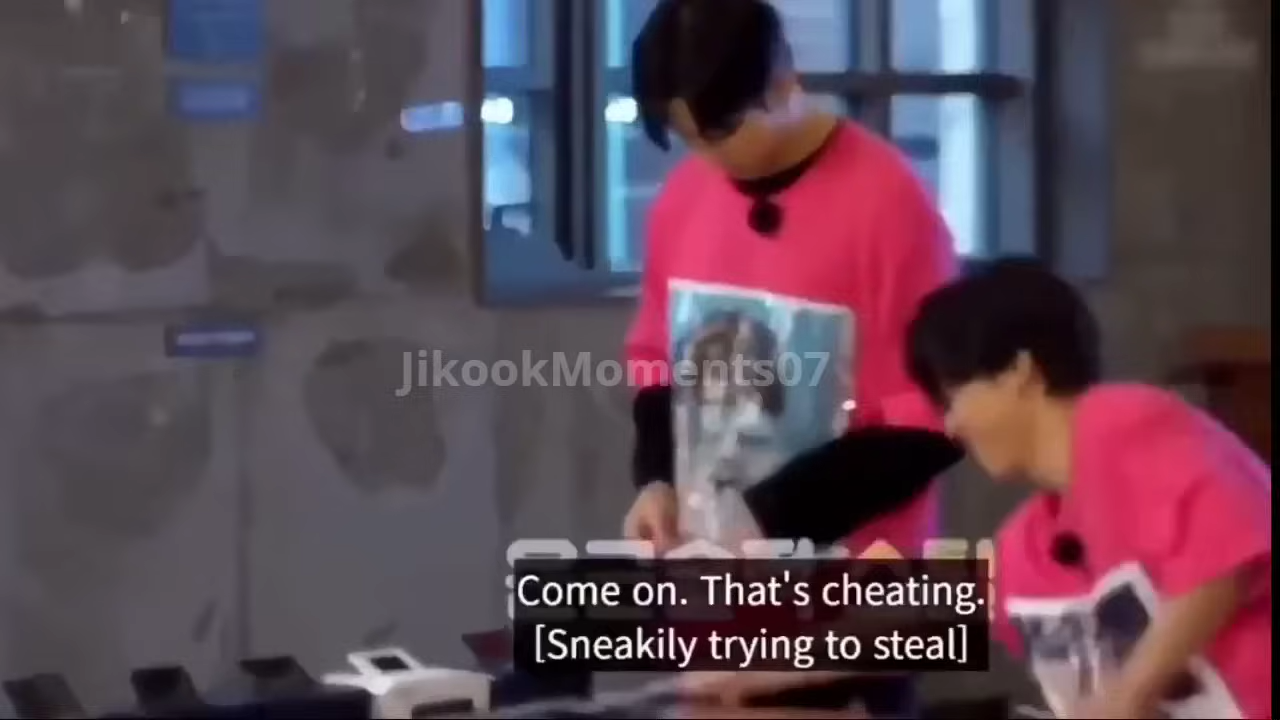 JikookMoments07
Come on. That's cheating.
[Sneakily trying to steal]